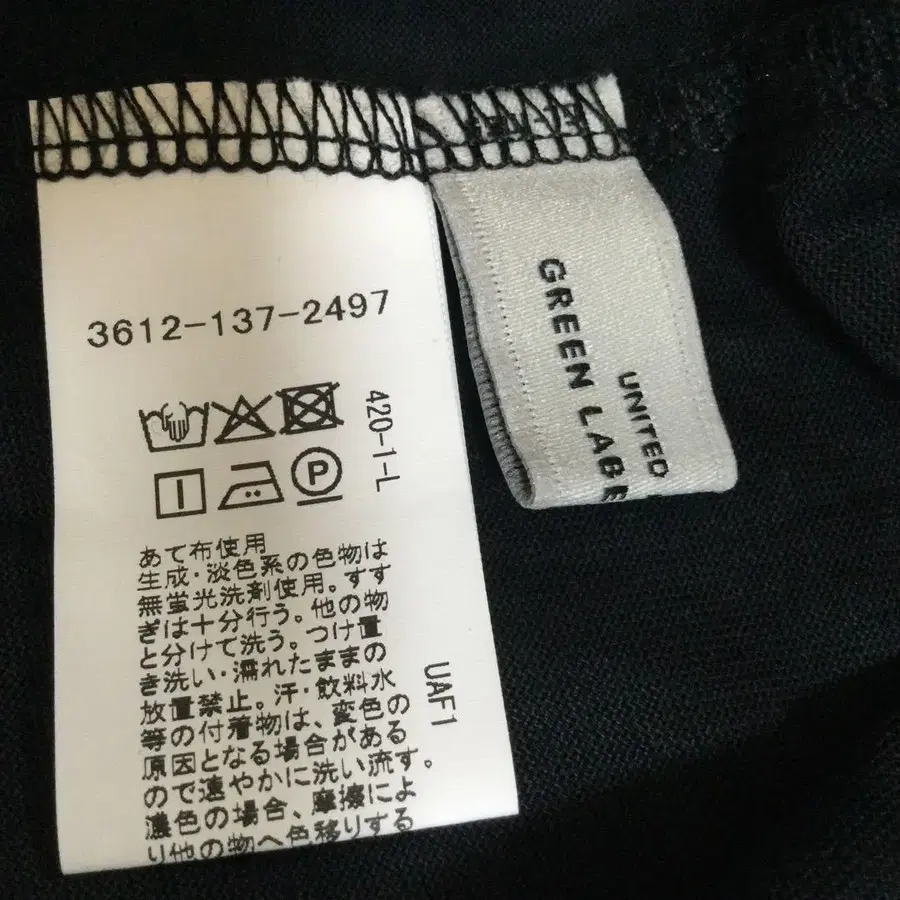 3612-137-2497
420-1-L
P
あて布使用
生成・淡色系の色物は
無蛍光洗剤使用。すす
ぎは十分行う。他の物
と分けて洗う。つけ置
き洗い・濡れたままの
放置禁止。汗・飲料水
等の付着物は、変色の
原因となる場合がある
ので速やかに洗い流す。
濃色の場合、摩擦によ
り他の物へ色移りする
UAF1
UNITED
GREEN LABE